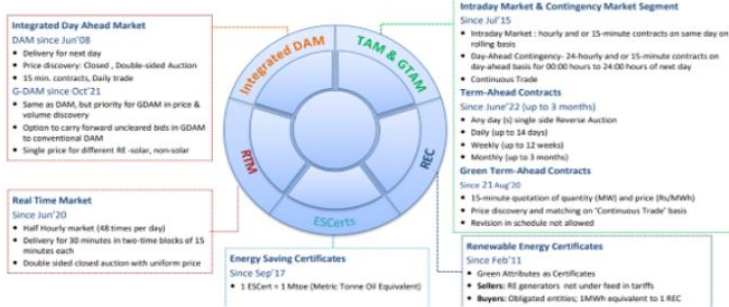 Integrated Day Ahead Market
DAM since Jun'08
• Delivery for next day
• Price discovery: Closed , Double-sided Auction
• 15 min. contracts, Daily trade
G-DAM since Oct'21
• Same as DAM, but priority for GDAM in price &
volume discovery
• Option to carry forward uncleared bids in GDAM
to conventional DAM
• Single price for different RE -solar, non-solar
Real Time Market
Since Jun'20
• Half Hourly market (48 times per day)
• Delivery for 30 minutes in two-time blocks of 15
minutes each
• Double sided closed auction with uniform price
Integrated DAM
TAM & GTAM
RTM
REC
ESCerts
Energy Saving Certificates
Since Sep'17
• 1 ESCert = 1 Mtoe (Metric Tonne Oil Equivalent)
Intraday Market & Contingency Market Segment
Since Jul'15
• Intraday Market : hourly and or 15-minute contracts on same day on
rolling basis
• Day-Ahead Contingency- 24-hourly and or 15-minute contracts on
day-ahead basis for 00:00 hours to 24:00 hours of next day
• Continuous Trade
Term-Ahead Contracts
Since June'22 (up to 3 months)
• Any day (s) single side Reverse Auction
• Daily (up to 14 days)
• Weekly (up to 12 weeks)
• Monthly (up to 3 months)
Green Term-Ahead Contracts
Since 21 Aug'20
• 15-minute quotation of quantity (MW) and price (Rs/MWh)
• Price discovery and matching on 'Continuous Trade' basis
• Revision in schedule not allowed
Renewable Energy Certificates
Since Feb'11
• Green Attributes as Certificates
• Sellers: RE generators not under feed in tariffs
• Buyers: Obligated entities; 1MWh equivalent to 1 REC